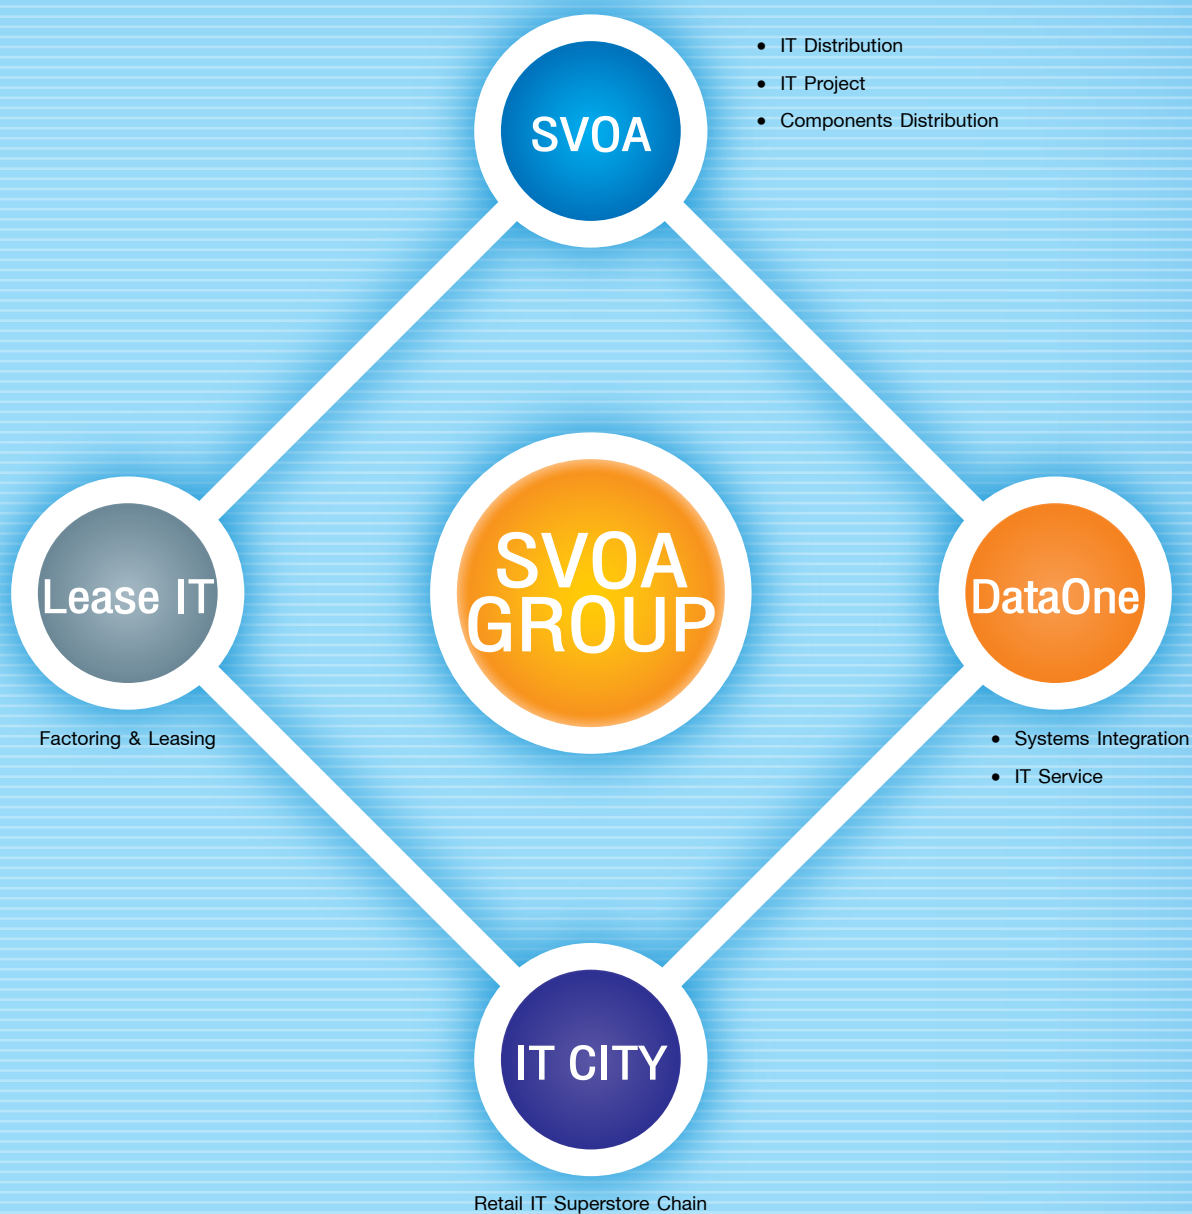 SVOA
• IT Distribution
• IT Project
• Components Distribution
SVOA
GROUP
Lease IT
Factoring & Leasing
DataOne
• Systems Integration
• IT Service
IT CITY
Retail IT Superstore Chain